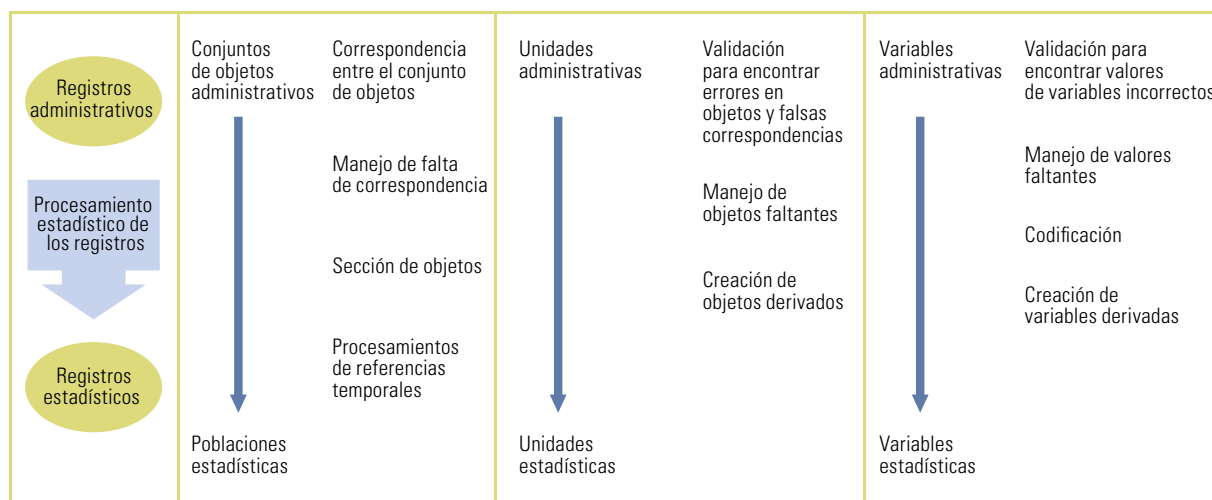 Registros
administrativos
Procesamiento
estadístico de
los registros
Registros
estadísticos
Conjuntos
de objetos
administrativos
Poblaciones
estadísticas
Correspondencia
entre el conjunto
de objetos
Manejo de falta
de correspondencia
Sección de objetos
Procesamientos
de referencias
temporales
Unidades
administrativas
Unidades
estadísticas
Validación
para encontrar
errores en
objetos y falsas
correspondencias
Manejo de
objetos faltantes
Creación de
objetos derivados
Variables
administrativas
Variables
estadísticas
Validación para
encontrar valores
de variables incorrectos
Manejo de valores
faltantes
Codificación
Creación de
variables derivadas